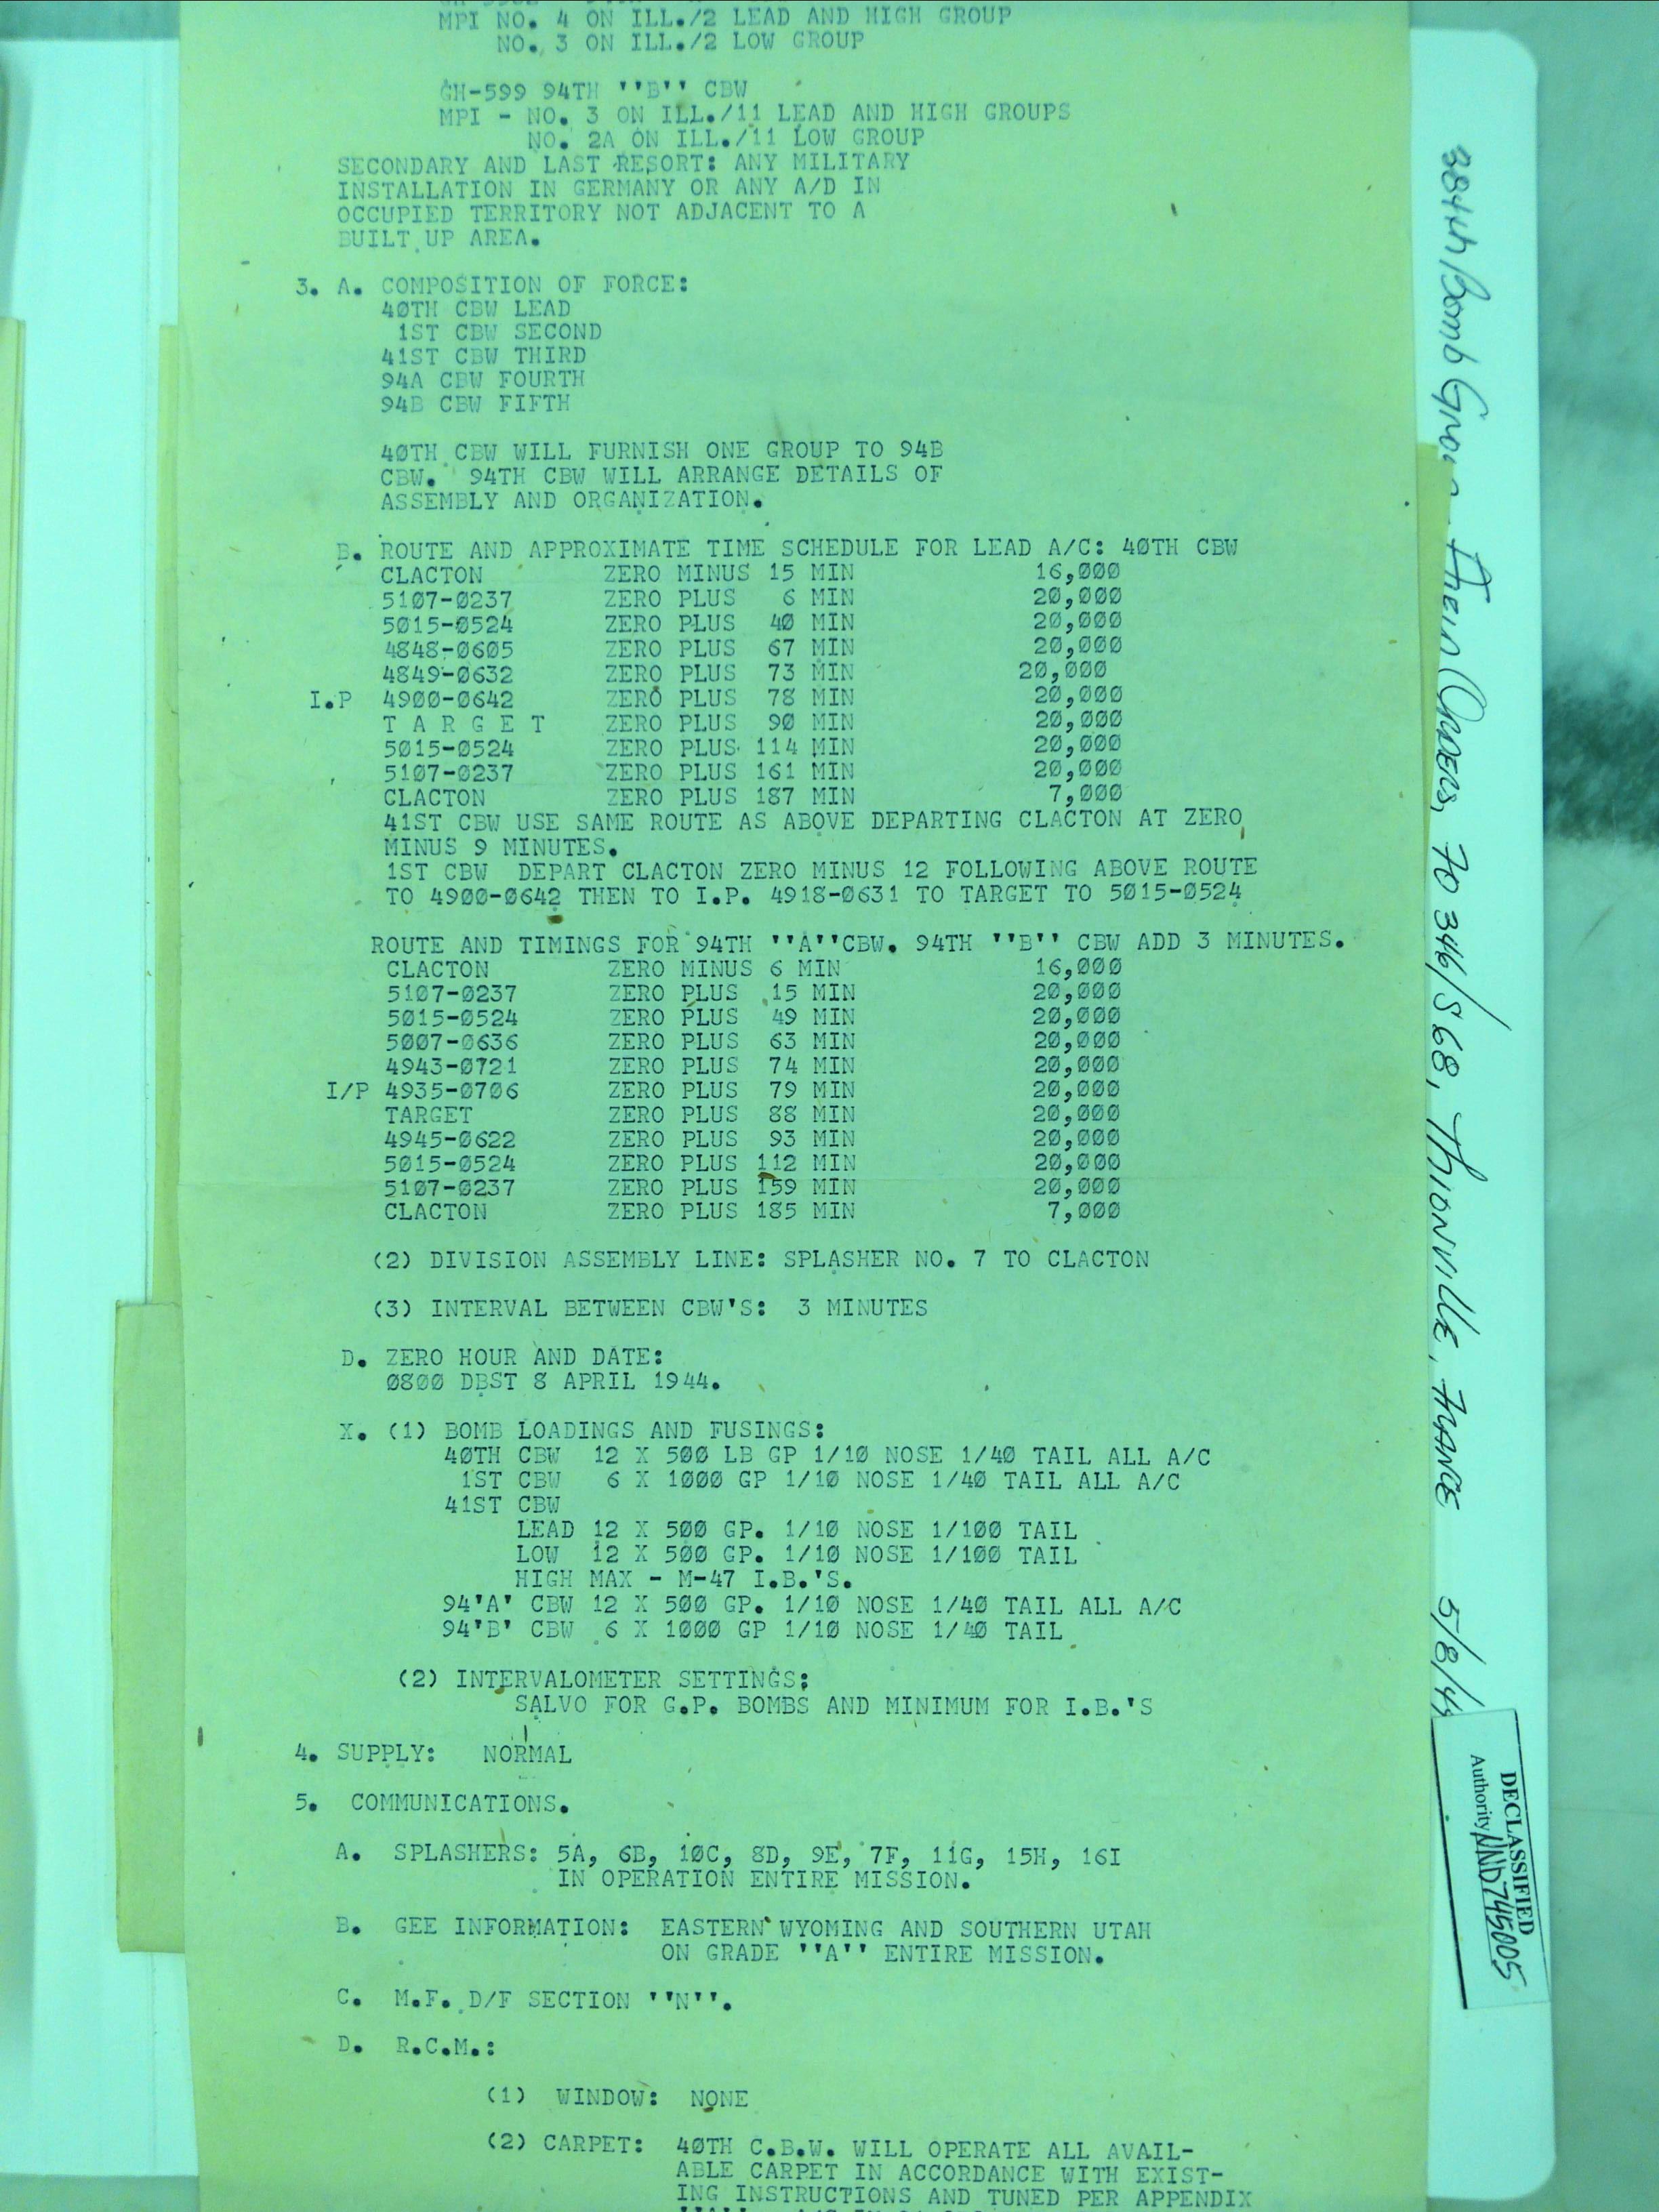 MPI NO. 4 ON ILL./2 LEAD AND HIGH GROUP
NO. 3 ON ILL./2 LOW GROUP
GH-599 94TH ''B'' CBW
MPI - NO. 3 ON ILL./11 LEAD AND HIGH GROUPS
NO. 2A ON ILL./11 LOW GROUP
SECONDARY AND LAST RESORT: ANY MILITARY
INSTALLATION IN GERMANY OR ANY A/D IN
OCCUPIED TERRITORY NOT ADJACENT TO A
BUILT UP AREA.
3. A. COMPOSITION OF FORCE:
40TH CBW LEAD
1ST CBW SECOND
41ST CBW THIRD
94A CBW FOURTH
94B CBW FIFTH
40TH CBW WILL FURNISH ONE GROUP TO 94B
CBW. 94TH CBW WILL ARRANGE DETAILS OF
ASSEMBLY AND ORGANIZATION.
B. ROUTE AND APPROXIMATE TIME SCHEDULE FOR LEAD A/C: 40TH CBW
CLACTON ZERO MINUS 15 MIN 16,000
5107-0237 ZERO PLUS 6 MIN 20,000
5015-0524 ZERO PLUS 40 MIN 20,000
4848-0605 ZERO PLUS 67 MIN 20,000
4849-0632 ZERO PLUS 73 MIN 20,000
I.P 4900-0642 ZERO PLUS 78 MIN 20,000
T A R G E T ZERO PLUS 90 MIN 20,000
5015-0524 ZERO PLUS 114 MIN 20,000
5107-0237 ZERO PLUS 161 MIN 20,000
CLACTON ZERO PLUS 187 MIN 7,000
41ST CBW USE SAME ROUTE AS ABOVE DEPARTING CLACTON AT ZERO
MINUS 9 MINUTES.
1ST CBW DEPART CLACTON ZERO MINUS 12 FOLLOWING ABOVE ROUTE
TO 4900-0642 THEN TO I.P. 4918-0631 TO TARGET TO 5015-0524
ROUTE AND TIMINGS FOR 94TH ''A''CBW. 94TH ''B'' CBW ADD 3 MINUTES.
CLACTON ZERO MINUS 6 MIN 16,000
5107-0237 ZERO PLUS 15 MIN 20,000
5015-0524 ZERO PLUS 49 MIN 20,000
5007-0636 ZERO PLUS 63 MIN 20,000
4943-0721 ZERO PLUS 74 MIN 20,000
I/P 4935-0706 ZERO PLUS 79 MIN 20,000
TARGET ZERO PLUS 88 MIN 20,000
4945-0622 ZERO PLUS 93 MIN 20,000
5015-0524 ZERO PLUS 112 MIN 20,000
5107-0237 ZERO PLUS 159 MIN 20,000
CLACTON ZERO PLUS 185 MIN 7,000
(2) DIVISION ASSEMBLY LINE: SPLASHER NO. 7 TO CLACTON
(3) INTERVAL BETWEEN CBW'S: 3 MINUTES
D. ZERO HOUR AND DATE:
0800 DBST 8 APRIL 1944.
X. (1) BOMB LOADINGS AND FUSINGS:
40TH CBW 12 X 500 LB GP 1/10 NOSE 1/40 TAIL ALL A/C
1ST CBW 6 X 1000 GP 1/10 NOSE 1/40 TAIL ALL A/C
41ST CBW
LEAD 12 X 500 GP. 1/10 NOSE 1/100 TAIL
LOW 12 X 500 GP. 1/10 NOSE 1/100 TAIL
HIGH MAX - M-47 I.B.'S.
94'A' CBW 12 X 500 GP. 1/10 NOSE 1/40 TAIL ALL A/C
94'B' CBW 6 X 1000 GP 1/10 NOSE 1/40 TAIL
(2) INTERVALOMETER SETTINGS:
SALVO FOR G.P. BOMBS AND MINIMUM FOR I.B.'S
4. SUPPLY: NORMAL
5. COMMUNICATIONS.
A. SPLASHERS: 5A, 6B, 10C, 8D, 9E, 7F, 11G, 15H, 16I
IN OPERATION ENTIRE MISSION.
B. GEE INFORMATION: EASTERN WYOMING AND SOUTHERN UTAH
ON GRADE ''A'' ENTIRE MISSION.
C. M.F. D/F SECTION ''N''.
D. R.C.M.:
(1) WINDOW: NONE
(2) CARPET: 40TH C.B.W. WILL OPERATE ALL AVAIL-
ABLE CARPET IN ACCORDANCE WITH EXIST-
ING INSTRUCTIONS AND TUNED PER APPENDIX
384th Bomb Field Orders, FO 346/S68, Thionville, France 5/8/44
DECLASSIFIED
Authority NND745005